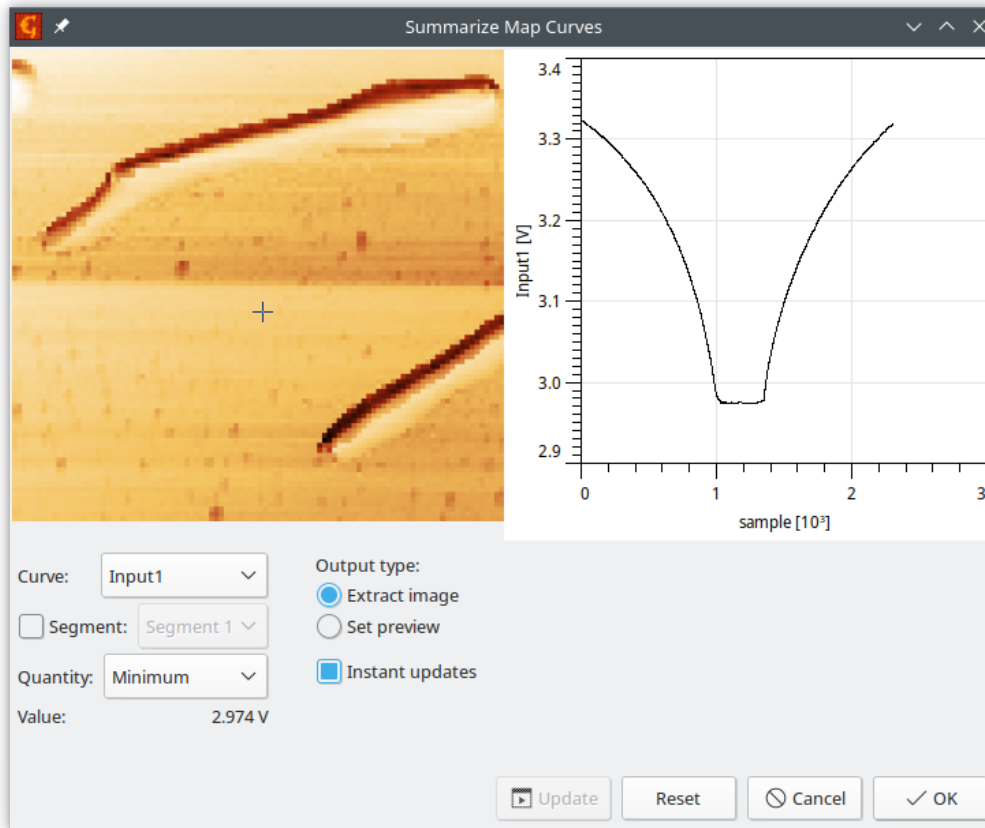 Summarize Map Curves
3.4
3.3
3.2
3.1
3.0
2.9
Input1 [V]
0 1 2 3
sample [10³]
Curve: Input1
Segment: Segment 1
Quantity: Minimum
Value: 2.974 V
Output type:
Extract image
Set preview
Instant updates
Update Reset Cancel OK